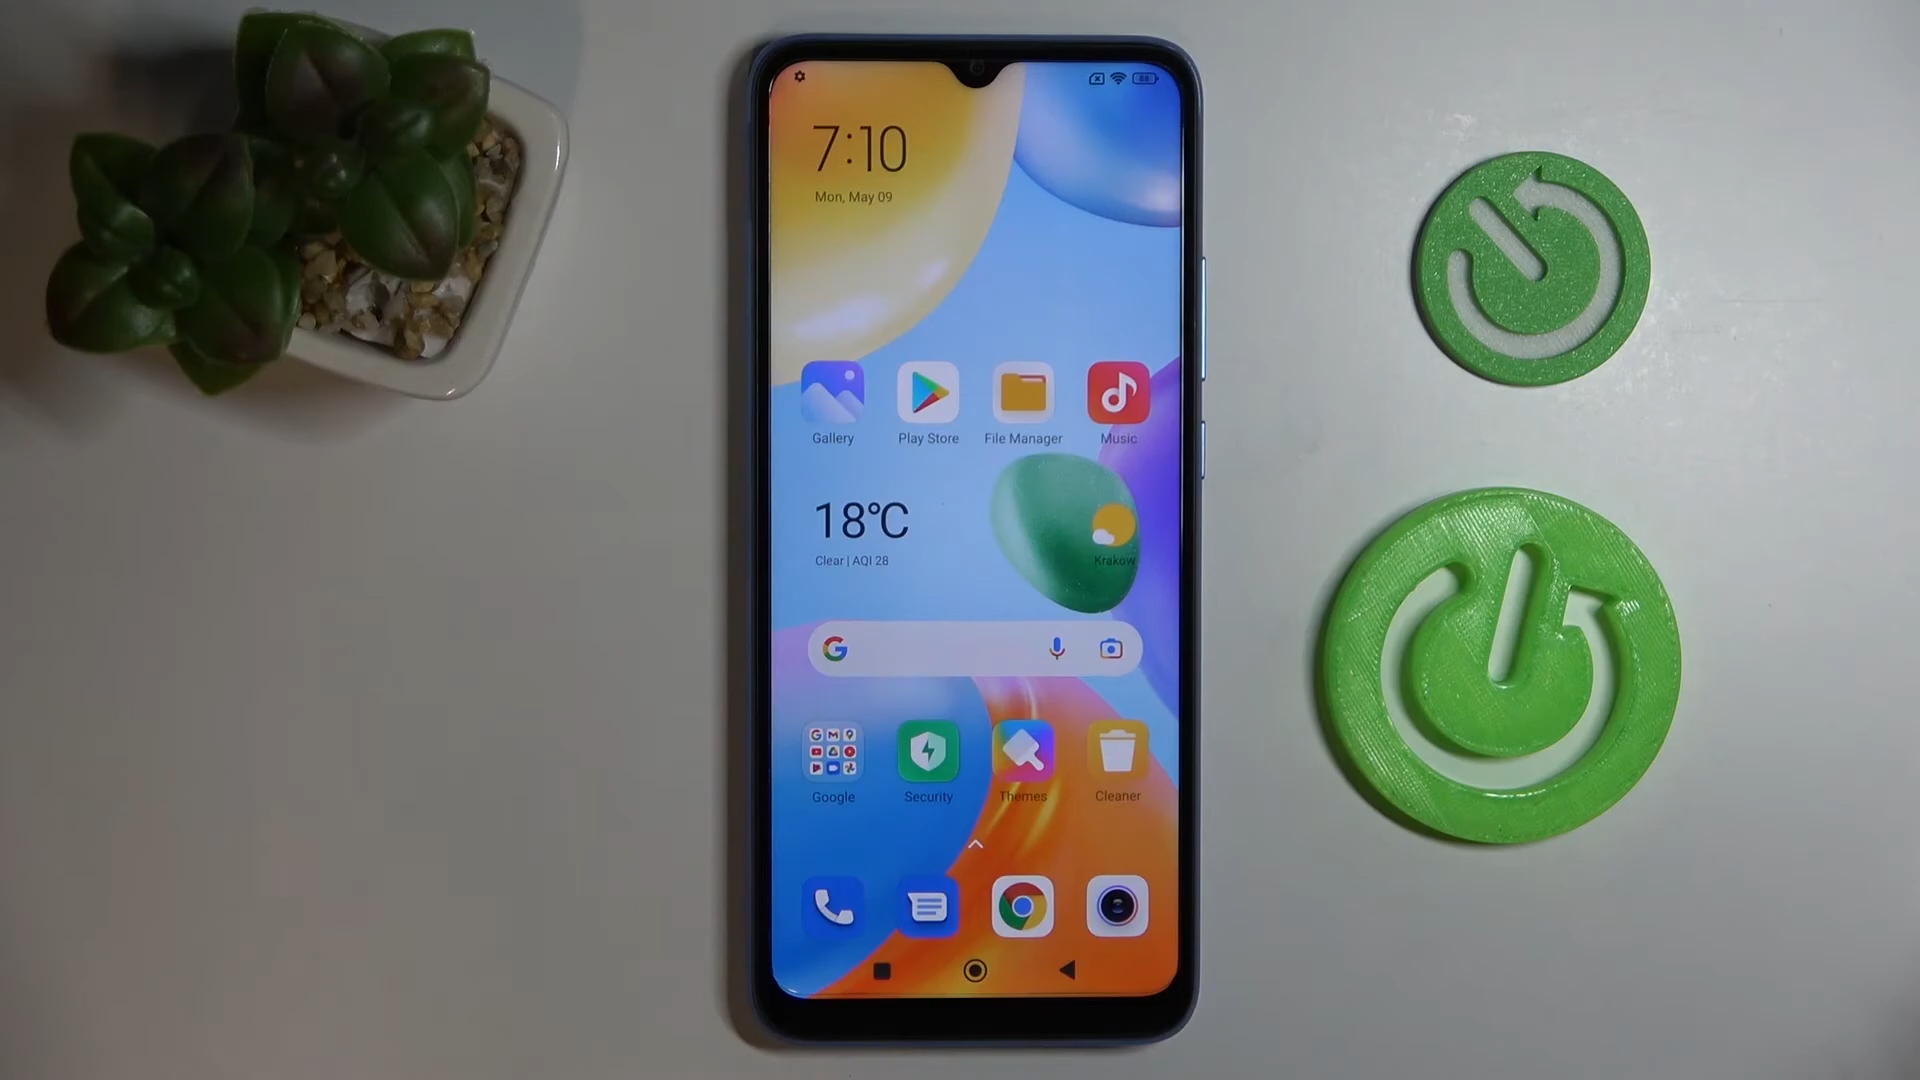 88
7:10
Mon, May 09
Gallery Play Store File Manager Music
18°C
Clear | AQI 28
Krakow
Google Security Themes Cleaner